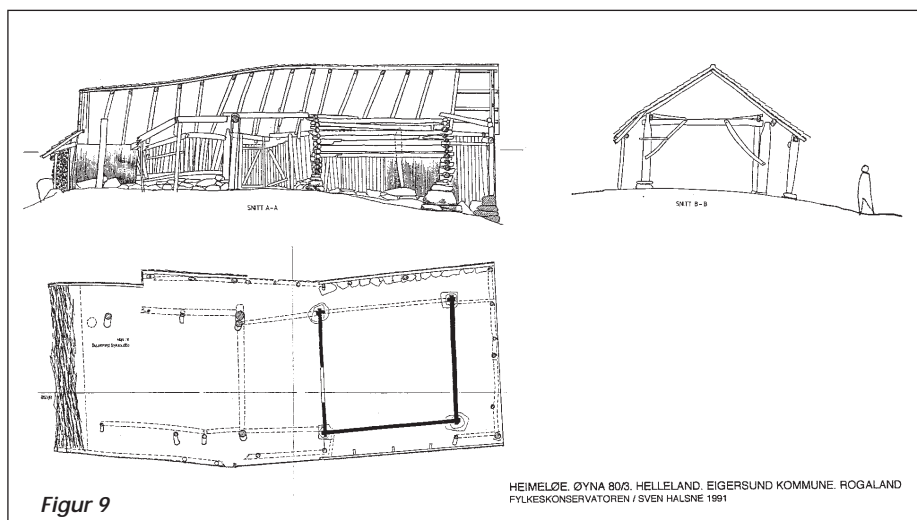 SNITT A-A
SNITT B-B
Figur 9
HEIMELØE. ØYNA 80/3. HELLELAND. EIGERSUND KOMMUNE. ROGALAND
FYLKESKONSERVATOREN / SVEN HALSNE 1991